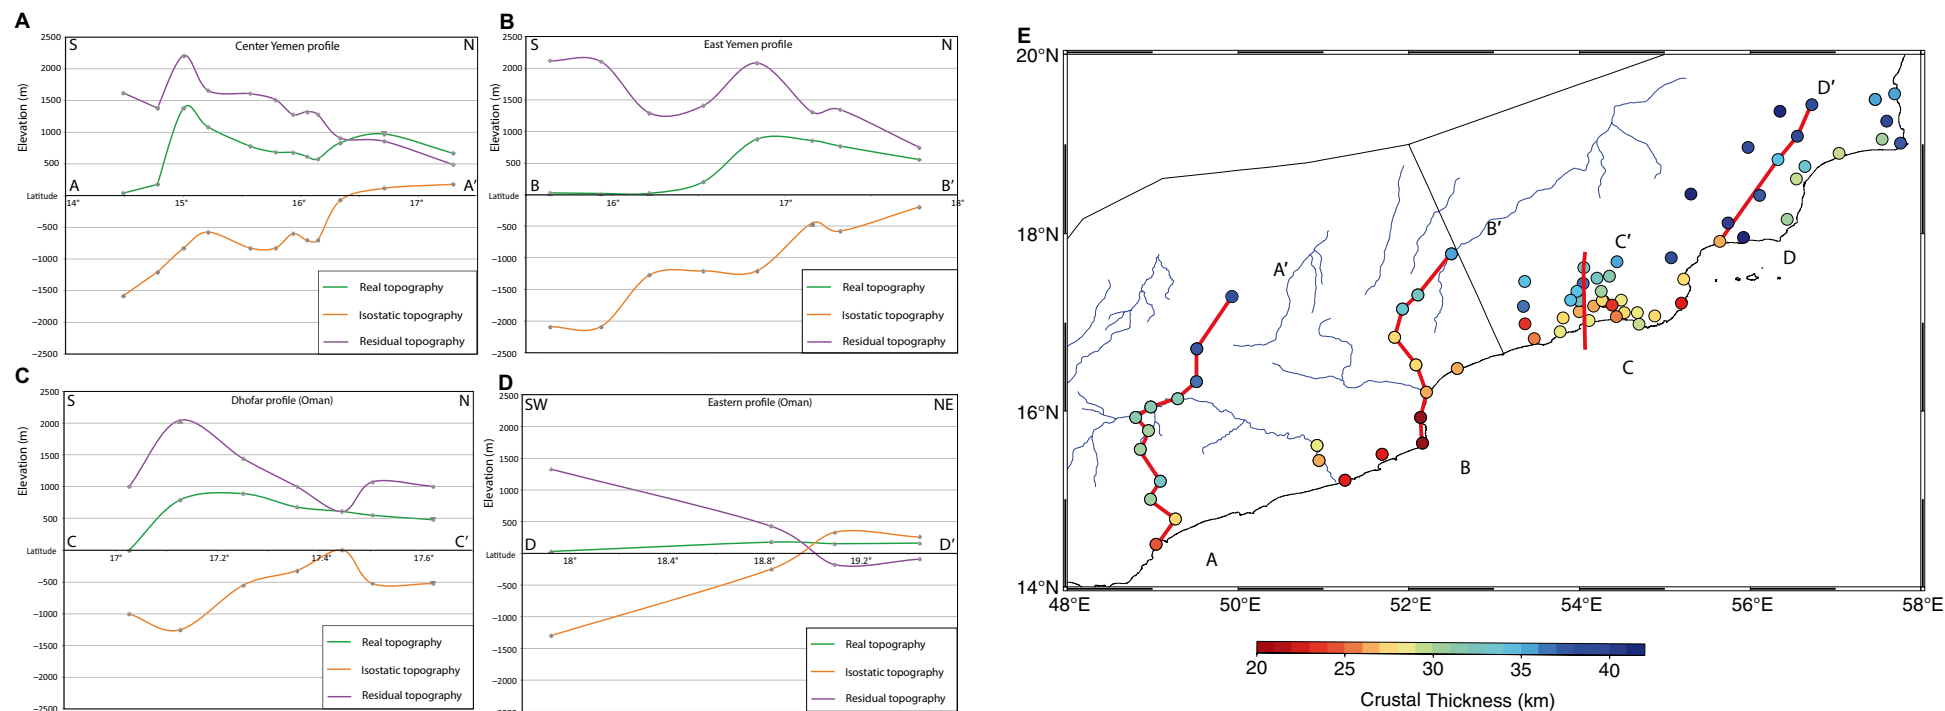 A
S
Center Yemen profile
N
Elevation (m)
2500
2000
1500
1000
500
Latitude
−500
−1000
−1500
−2000
−2500
A
A′
14°
15°
16°
17°
Real topography
Isostatic topography
Residual topography
B
S
East Yemen profile
N
Elevation (m)
2500
2000
1500
1000
500
Latitude
−500
−1000
−1500
−2000
−2500
B
B′
16°
17°
18°
Real topography
Isostatic topography
Residual topography
C
S
Dhofar profile (Oman)
N
Elevation (m)
2500
2000
1500
1000
500
Latitude
−500
−1000
−1500
−2000
−2500
C
C′
17°
17.2°
17.4°
17.6°
Real topography
Isostatic topography
Residual topography
D
SW
Eastern profile (Oman)
NE
Elevation (m)
2500
2000
1500
1000
500
Latitude
−500
−1000
−1500
−2000
D
D′
18°
18.4°
18.8°
19.2°
Real topography
Isostatic topography
Residual topography
E
20°N
18°N
16°N
14°N
48°E
50°E
52°E
54°E
56°E
58°E
D′
B′
C′
A′
D
C
B
A
20
25
30
35
40
Crustal Thickness (km)